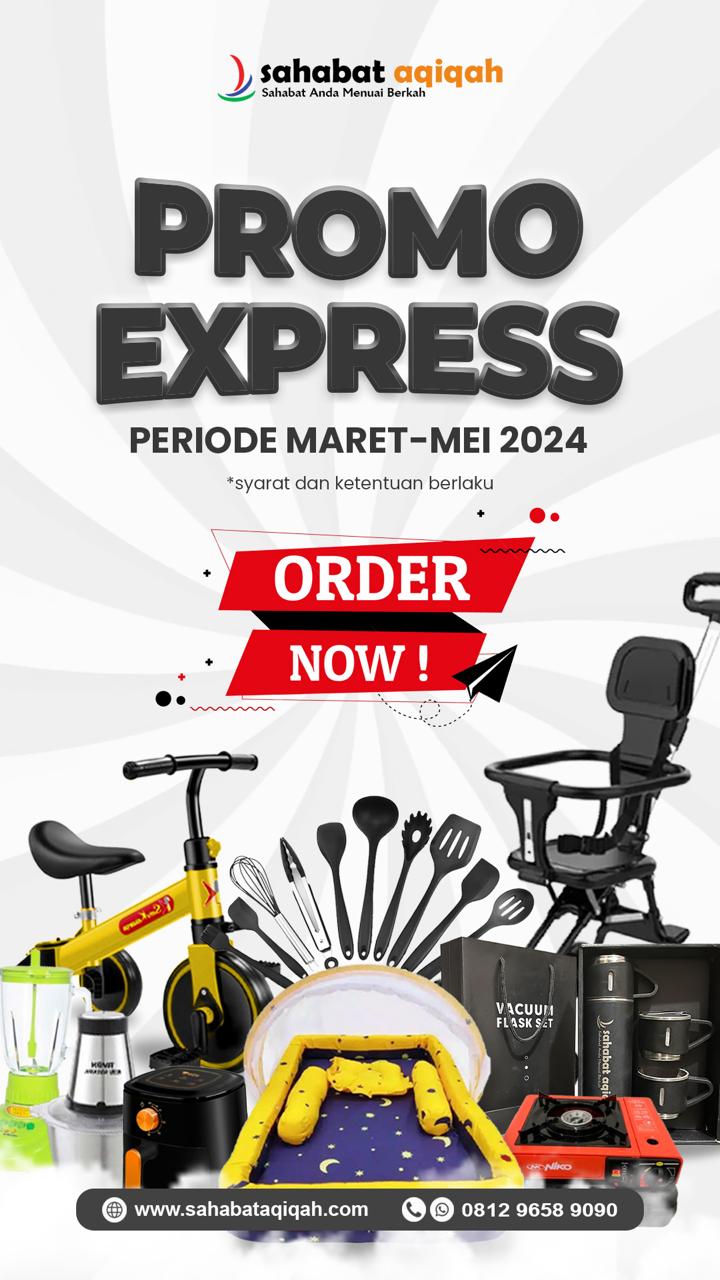 sahabat aqiqah
Sahabat Anda Menuai Berkah
PROMO
EXPRESS
PERIODE MARET-MEI 2024
*syarat dan ketentuan berlaku
ORDER
NOW !
VACUUM
FLASK SET
sahabat aqi
NIKO
www.sahabataqiqah.com
0812 9658 9090